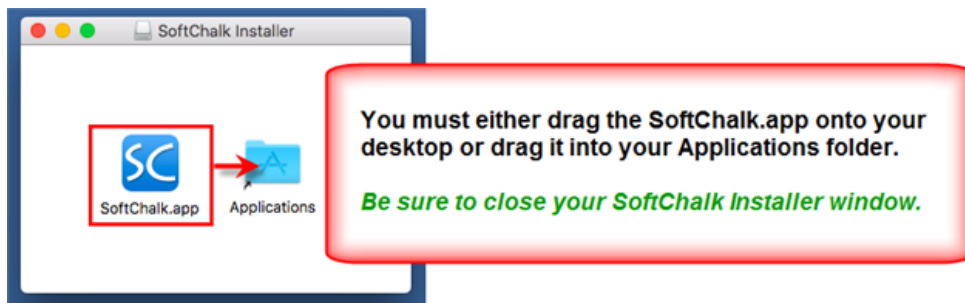 SoftChalk Installer
SC
SoftChalk.app
Applications
You must either drag the SoftChalk.app onto your
desktop or drag it into your Applications folder.
Be sure to close your SoftChalk Installer window.